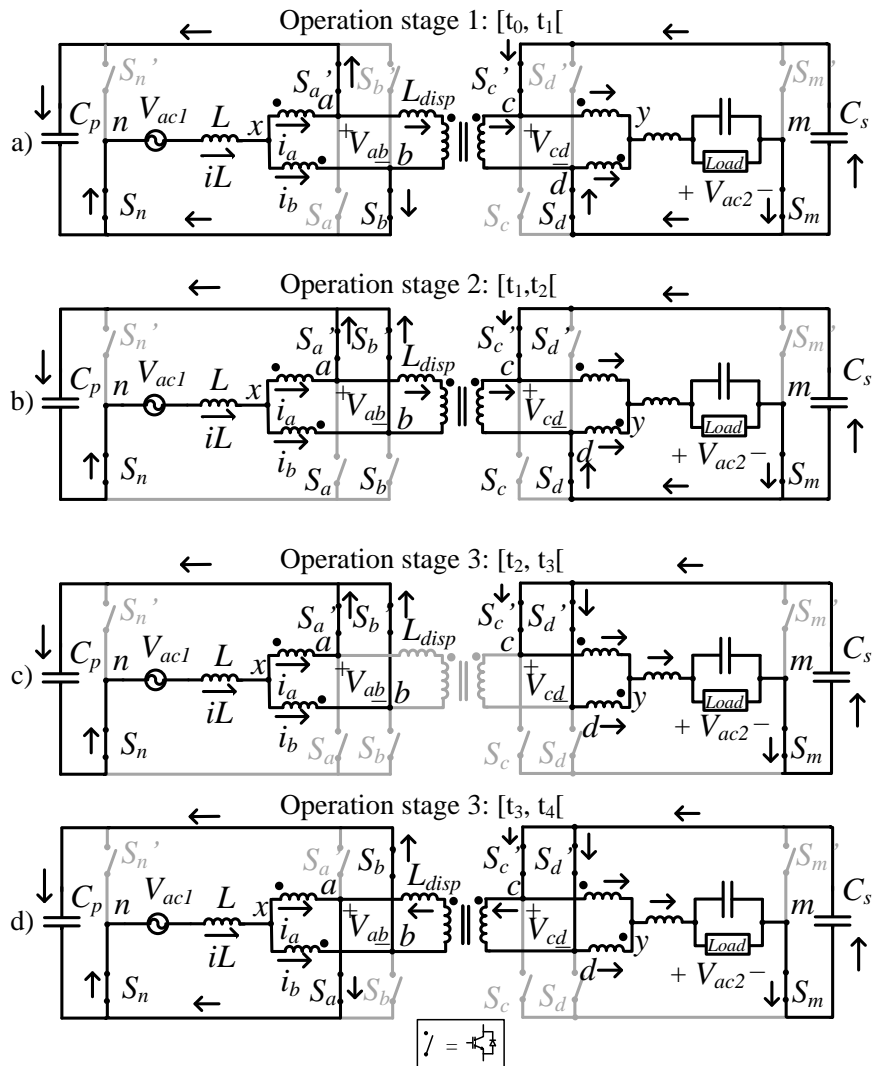 Operation stage 1: [t0, t1[
a)
Cp
n
Vac1
L
x
iL
ia
ib
Sn'
Sn
Sa'
Sb'
a
b
Sa
Sb
Ldisp
+
Vab
–
Sc'
Sd'
c
d
Sc
Sd
+
Vcd
–
y
Load
+ Vac2 –
m
Sm'
Sm
Cs
Operation stage 2: [t1,t2[
b)
Cp
n
Vac1
L
x
iL
ia
ib
Sn'
Sn
Sa'
Sb'
a
b
Sa
Sb
Ldisp
+
Vab
–
Sc'
Sd'
c
d
Sc
Sd
+
Vcd
–
y
Load
+ Vac2 –
m
Sm'
Sm
Cs
Operation stage 3: [t2, t3[
c)
Cp
n
Vac1
L
x
iL
ia
ib
Sn'
Sn
Sa'
Sb'
a
b
Sa
Sb
Ldisp
+
Vab
–
Sc'
Sd'
c
d
Sc
Sd
+
Vcd
–
y
Load
+ Vac2 –
m
Sm'
Sm
Cs
Operation stage 3: [t3, t4[
d)
Cp
n
Vac1
L
x
iL
ia
ib
Sn'
Sn
Sa'
Sb
a
b
Sa
Sb
Ldisp
+
Vab
–
Sc'
Sd'
c
d
Sc
Sd
+
Vcd
–
y
Load
+ Vac2 –
m
Sm'
Sm
Cs
=